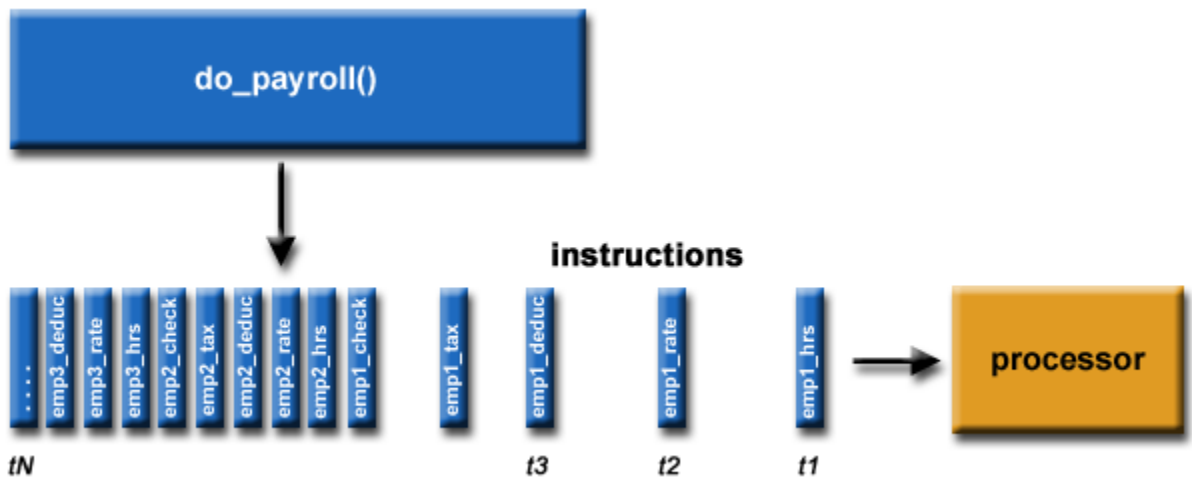 do_payroll()
instructions
....
emp3_deduc
emp3_rate
emp3_hrs
emp2_check
emp2_tax
emp2_deduc
emp2_rate
emp2_hrs
emp1_check
emp1_tax
emp1_deduc
emp1_rate
emp1_hrs
processor
tN
t3
t2
t1